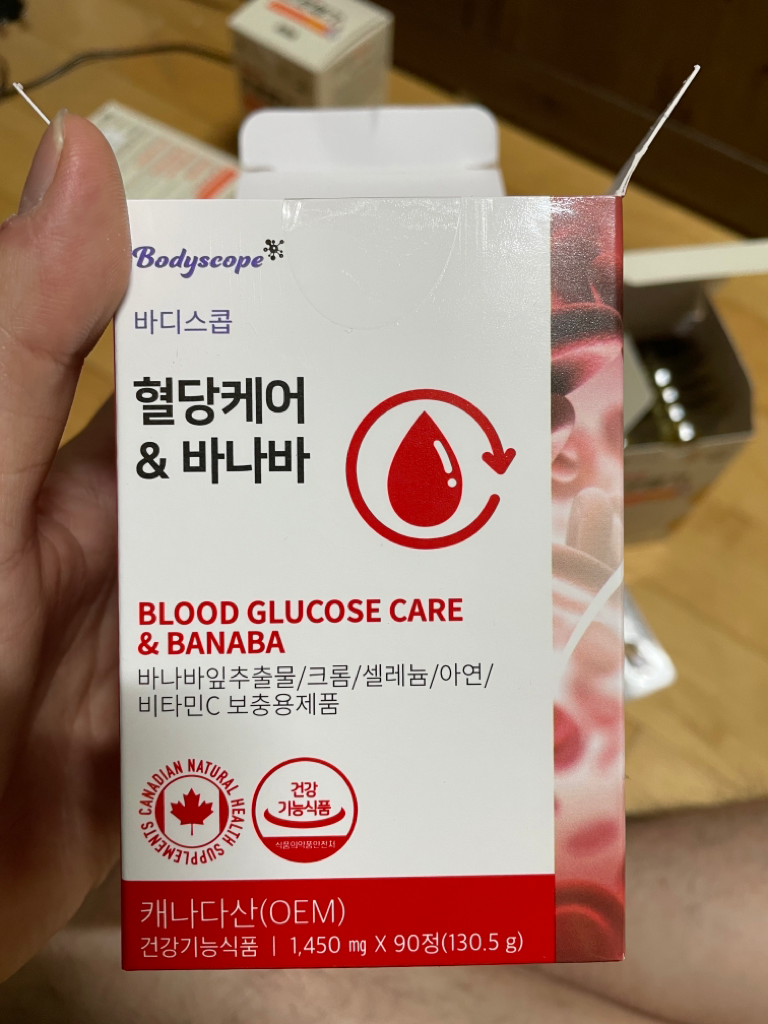 Bodyscope
바디스콥
혈당케어
& 바나바
BLOOD GLUCOSE CARE
& BANABA
바나바잎추출물/크롬/셀레늄/아연/
비타민C 보충용제품
CANADIAN NATURAL HEALTH SUPPLEMENTS
건강
기능식품
식품의약품안전처
캐나다산(OEM)
건강기능식품 | 1,450 ㎎ X 90정(130.5 g)